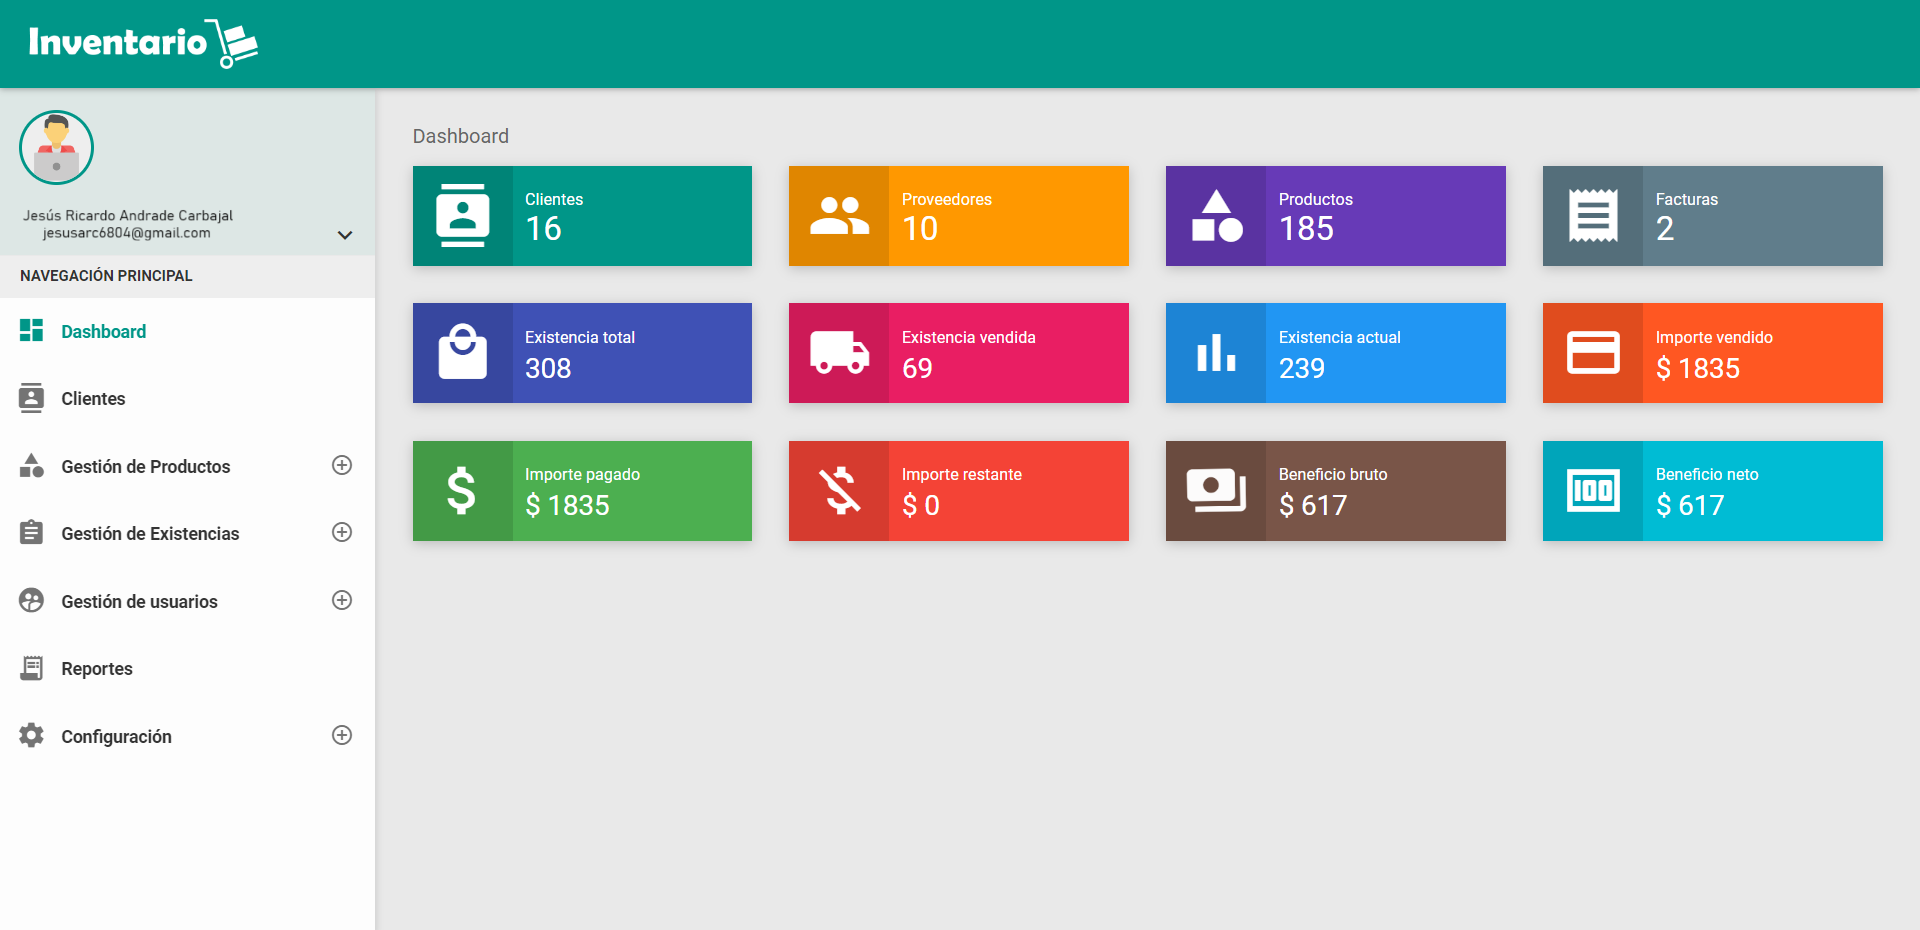 Inventario
Jesús Ricardo Andrade Carbajal
jesusarc6804@gmail.com
NAVEGACIÓN PRINCIPAL
Dashboard
Clientes
Gestión de Productos
Gestión de Existencias
Gestión de usuarios
Reportes
Configuración
Dashboard
Clientes
16
Proveedores
10
Productos
185
Facturas
2
Existencia total
308
Existencia vendida
69
Existencia actual
239
Importe vendido
$ 1835
Importe pagado
$ 1835
Importe restante
$ 0
Beneficio bruto
$ 617
100
Beneficio neto
$ 617